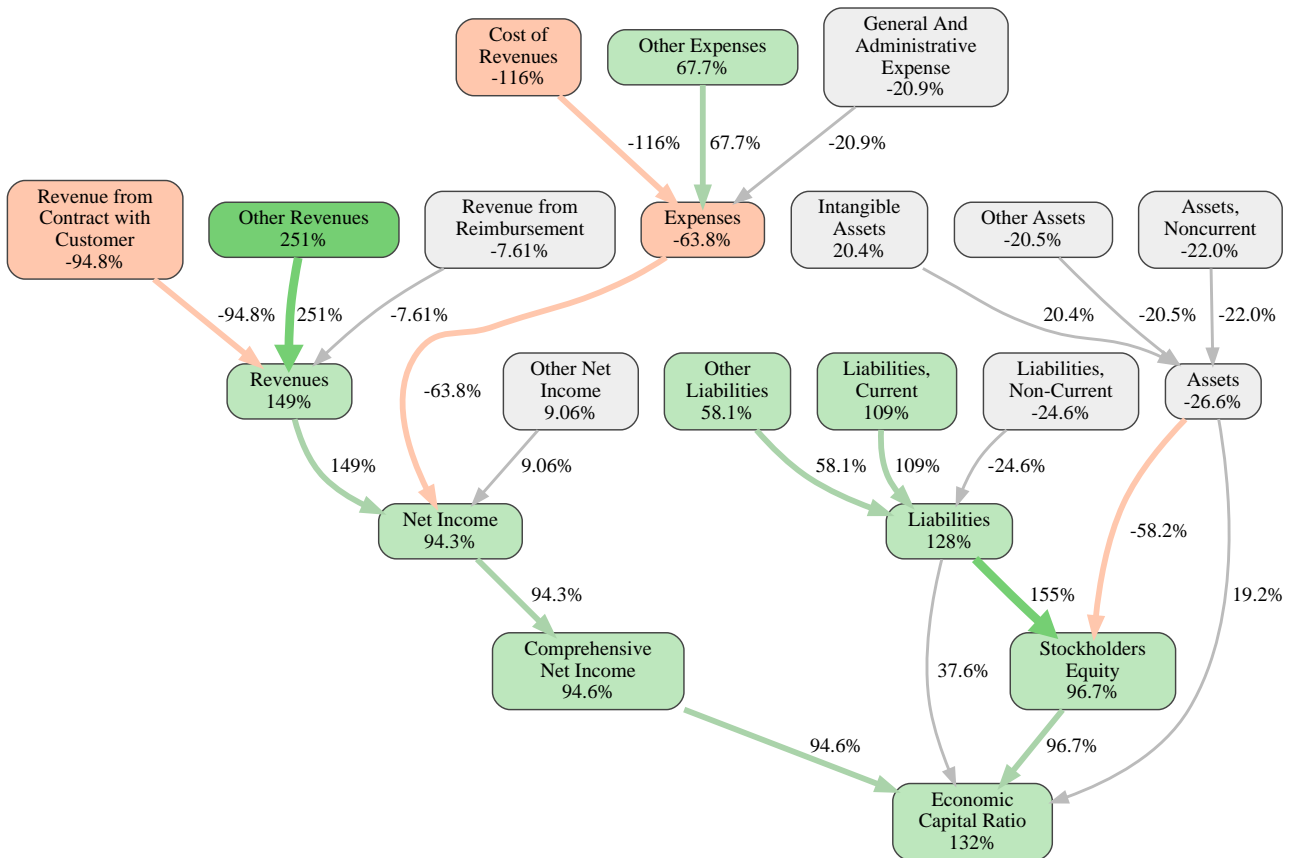 Cost of
Revenues
-116%
Other Expenses
67.7%
General And
Administrative
Expense
-20.9%
-116%
67.7%
-20.9%
Revenue from
Contract with
Customer
-94.8%
Other Revenues
251%
Revenue from
Reimbursement
-7.61%
Expenses
-63.8%
Intangible
Assets
20.4%
Other Assets
-20.5%
Assets,
Noncurrent
-22.0%
-94.8%
251%
-7.61%
20.4%
-20.5%
-22.0%
Revenues
149%
-63.8%
Other Net
Income
9.06%
Other
Liabilities
58.1%
Liabilities,
Current
109%
Liabilities,
Non-Current
-24.6%
Assets
-26.6%
149%
9.06%
58.1%
109%
-24.6%
Net Income
94.3%
Liabilities
128%
-58.2%
94.3%
155%
19.2%
Comprehensive
Net Income
94.6%
37.6%
Stockholders
Equity
96.7%
94.6%
96.7%
Economic
Capital Ratio
132%